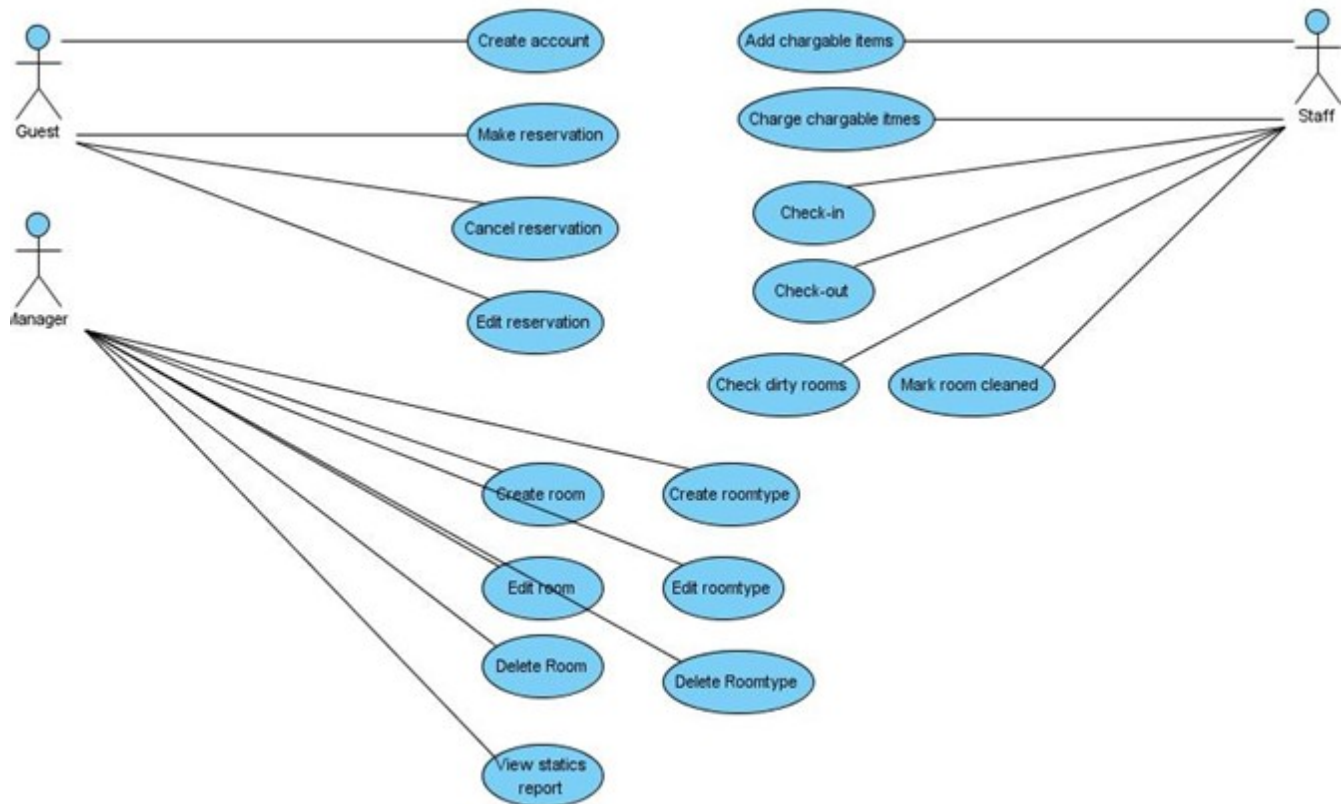 Create account
Add chargable items
Guest
Make reservation
Charge chargable itmes
Staff
Cancel reservation
Check-in
Manager
Edit reservation
Check-out
Check dirty rooms
Mark room cleaned
Create room
Create roomtype
Edit room
Edit roomtype
Delete Room
Delete Roomtype
View statics
report